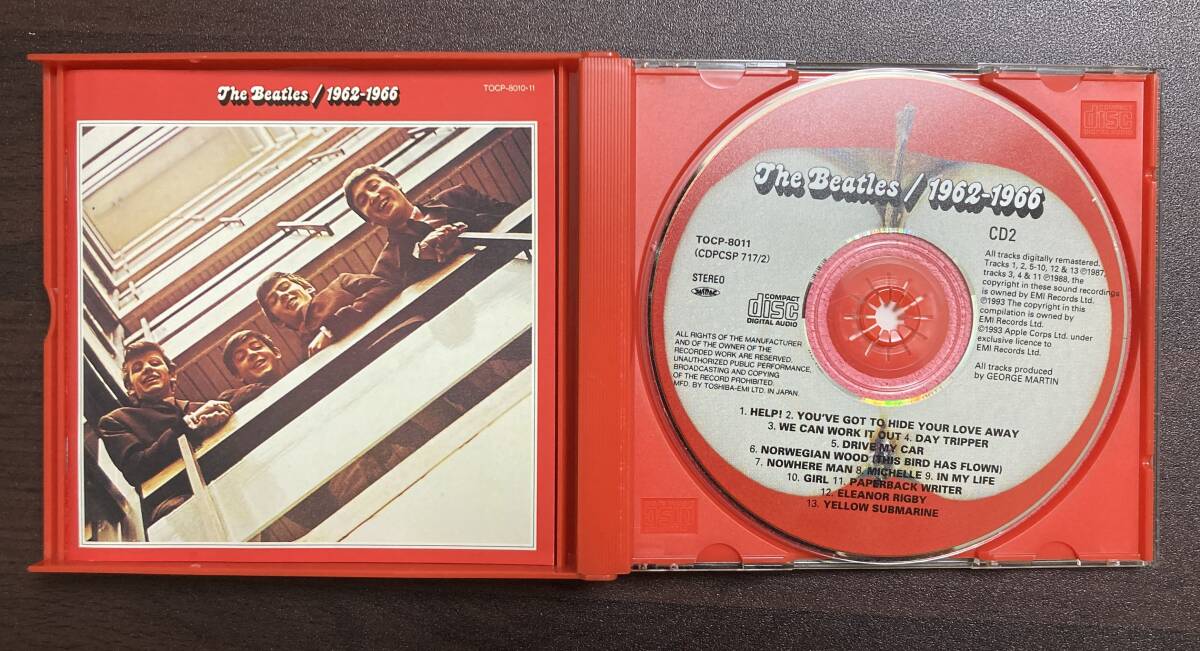 The Beatles / 1962-1966
TOCP-8010・11
The Beatles / 1962-1966
CD2
TOCP-8011
(CDPCSP 717/2)
STEREO
COMPACT
disc
DIGITAL AUDIO
All tracks digitally remastered.
Tracks 1, 2, 5-10, 12 & 13 ℗1987,
tracks 3, 4 & 11 ℗1988, the
copyright in these sound recordings
is owned by EMI Records Ltd.
℗1993 The copyright in this
compilation is owned by
EMI Records Ltd.
©1993 Apple Corps Ltd. under
exclusive licence to
EMI Records Ltd.
All tracks produced
by GEORGE MARTIN
ALL RIGHTS OF THE MANUFACTURER
AND OF THE OWNER OF THE
RECORDED WORK ARE RESERVED.
UNAUTHORIZED PUBLIC PERFORMANCE,
BROADCASTING AND COPYING
OF THE RECORD PROHIBITED.
MFD. BY TOSHIBA-EMI LTD. IN JAPAN.
1. HELP! 2. YOU'VE GOT TO HIDE YOUR LOVE AWAY
3. WE CAN WORK IT OUT 4. DAY TRIPPER
5. DRIVE MY CAR
6. NORWEGIAN WOOD (THIS BIRD HAS FLOWN)
7. NOWHERE MAN 8. MICHELLE 9. IN MY LIFE
10. GIRL 11. PAPERBACK WRITER
12. ELEANOR RIGBY
13. YELLOW SUBMARINE
COMPACT
disc
DIGITAL AUDIO